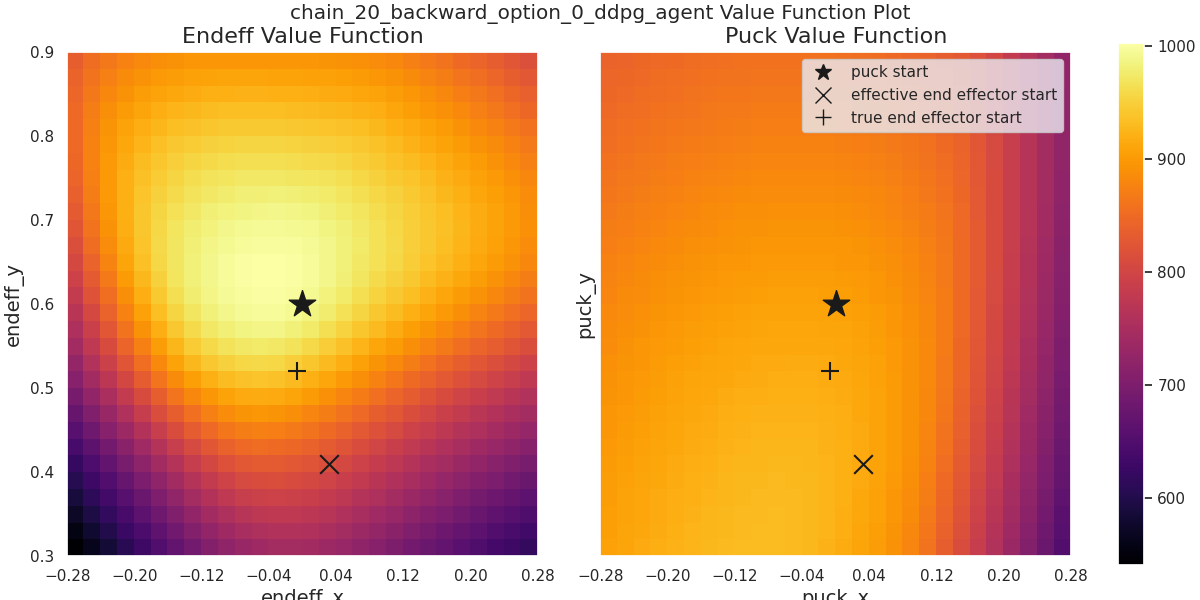 chain_20_backward_option_0_ddpg_agent Value Function Plot
Endeff Value Function
Puck Value Function
puck start
effective end effector start
true end effector start
endeff_y
0.9
0.8
0.7
0.6
0.5
0.4
0.3
−0.28 −0.20 −0.12 −0.04 0.04 0.12 0.20 0.28
endeff_x
puck_y
−0.28 −0.20 −0.12 −0.04 0.04 0.12 0.20 0.28
puck_x
1000
900
800
700
600